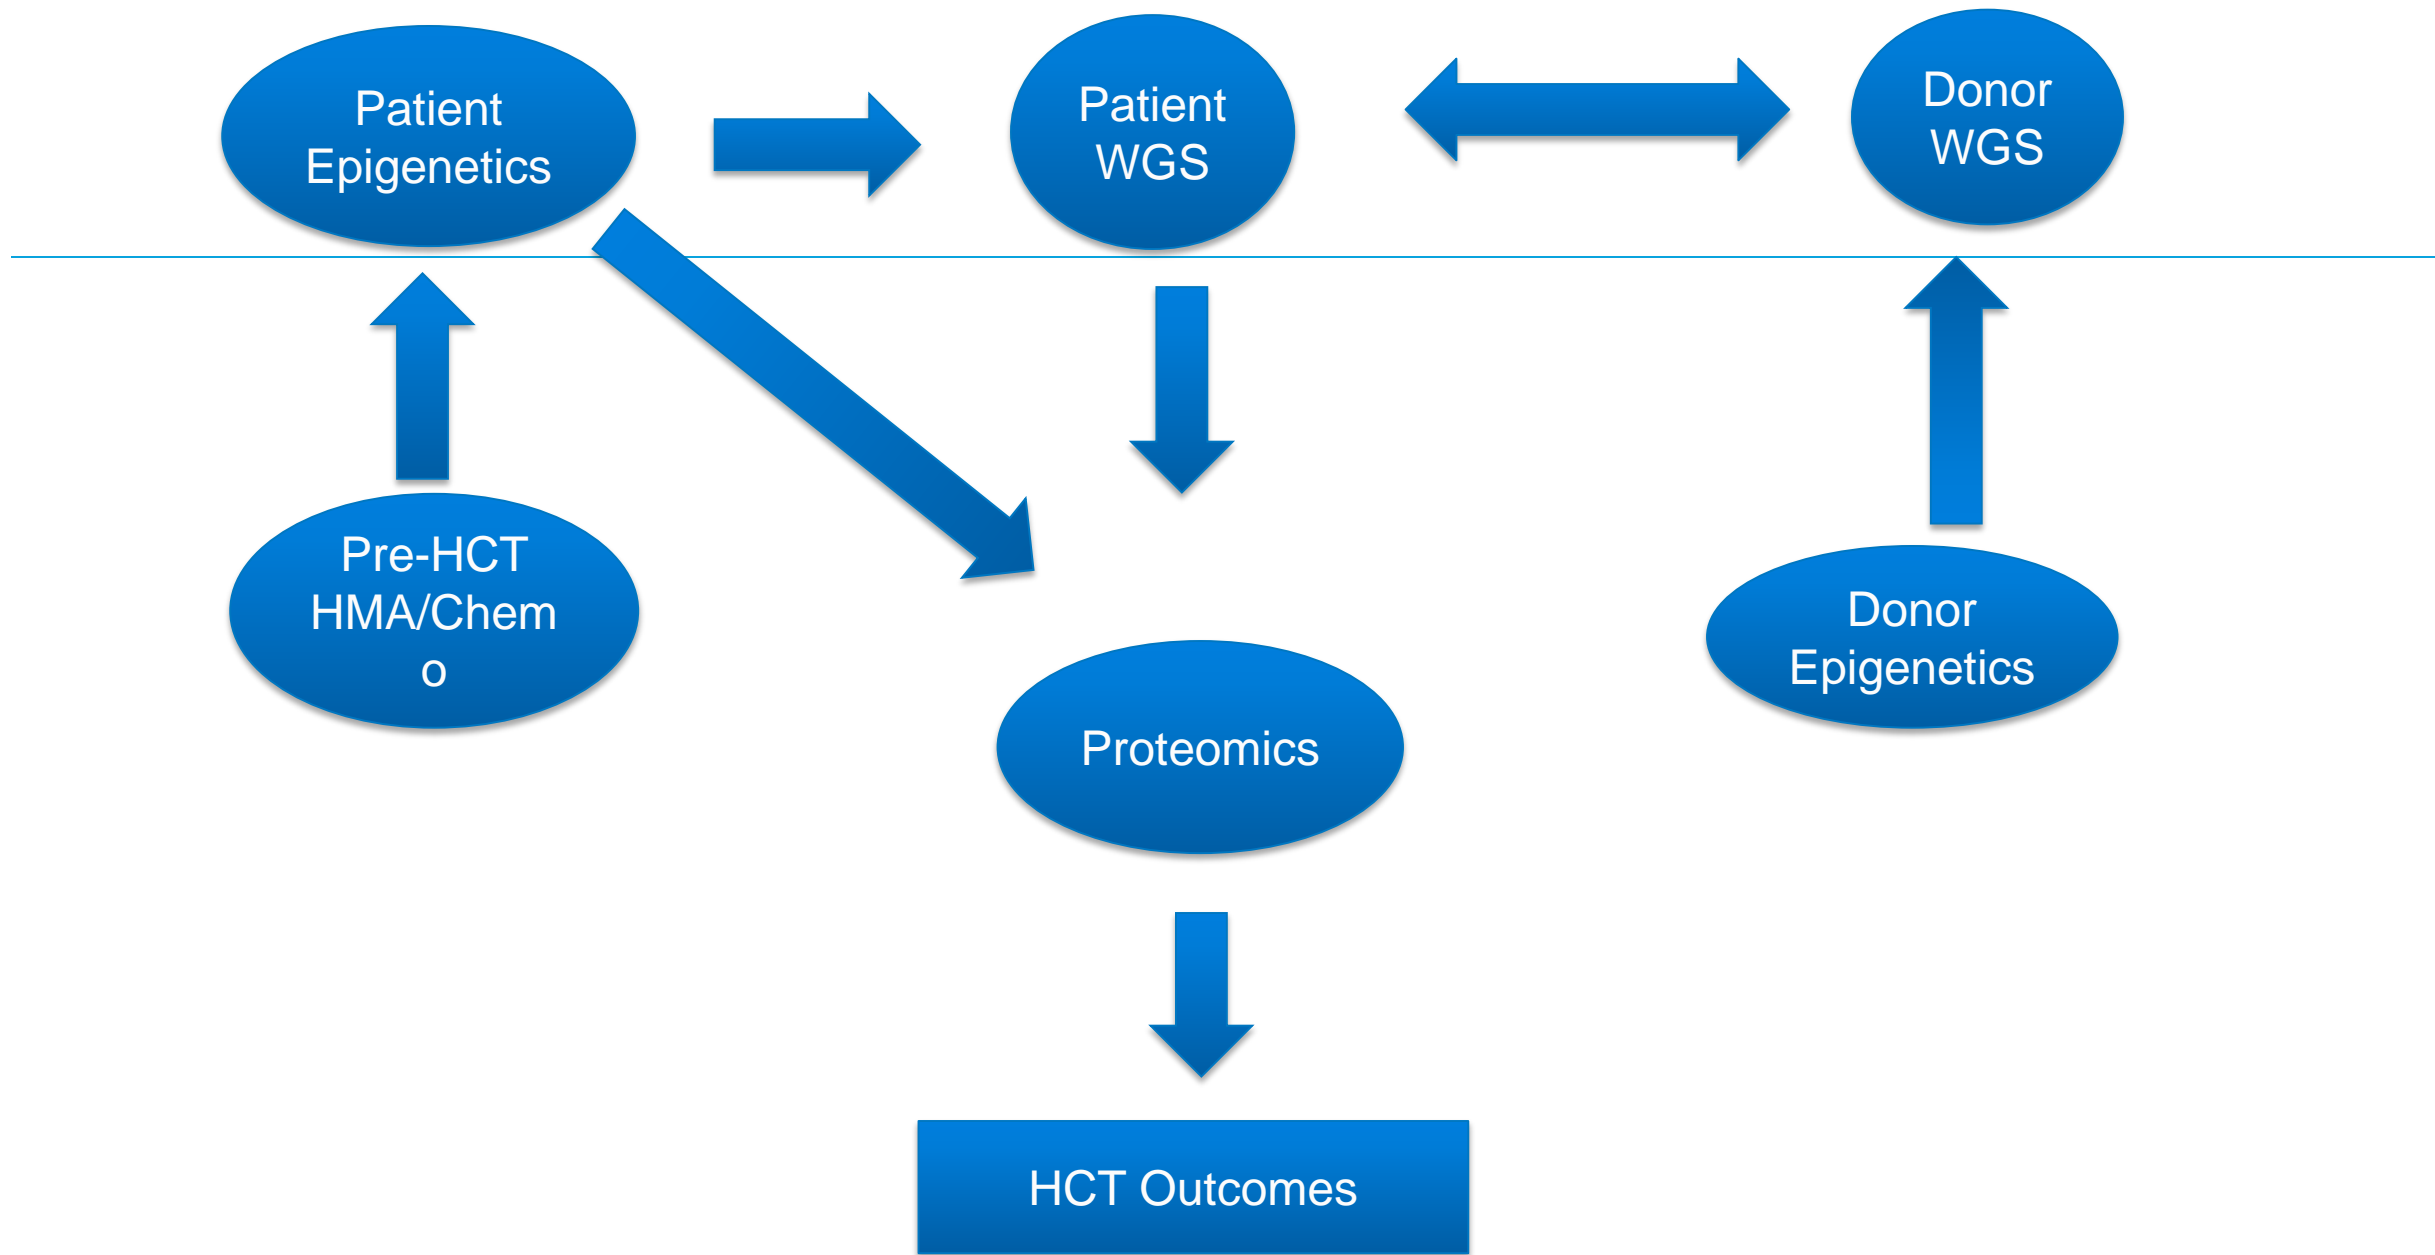 Patient
Epigenetics
Patient
WGS
Donor
WGS
Pre-HCT
HMA/Chem
o
Donor
Epigenetics
Proteomics
HCT Outcomes